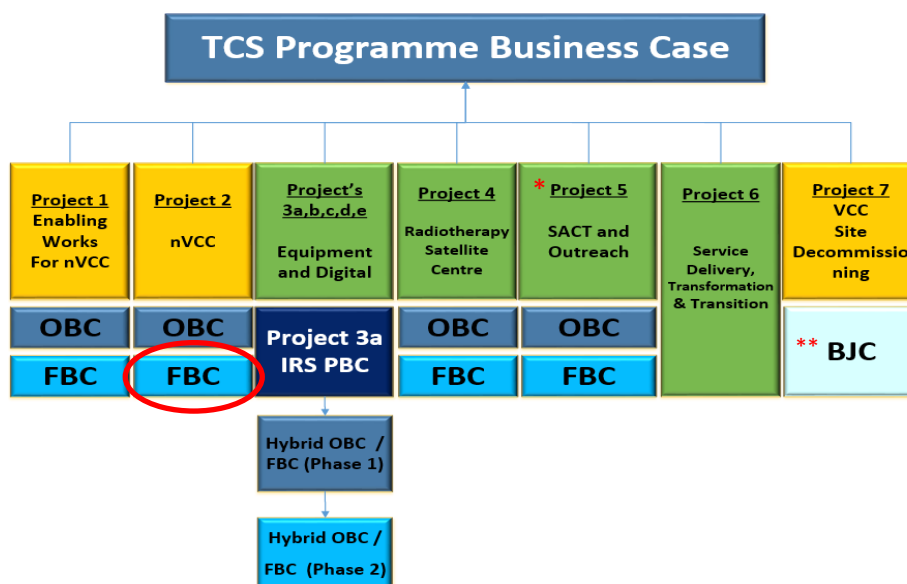 TCS Programme Business Case
Project 1
Enabling
Works
For nVCC
Project 2
nVCC
Project's
3a,b,c,d,e
Equipment
and Digital
Project 4
Radiotherapy
Satellite
Centre
* Project 5
SACT and
Outreach
Project 6
Service
Delivery,
Transformation
& Transition
Project 7
VCC
Site
Decommissio
ning
OBC
OBC
Project 3a
IRS PBC
OBC
OBC
** BJC
FBC
FBC
FBC
FBC
Hybrid OBC /
FBC (Phase 1)
Hybrid OBC /
FBC (Phase 2)